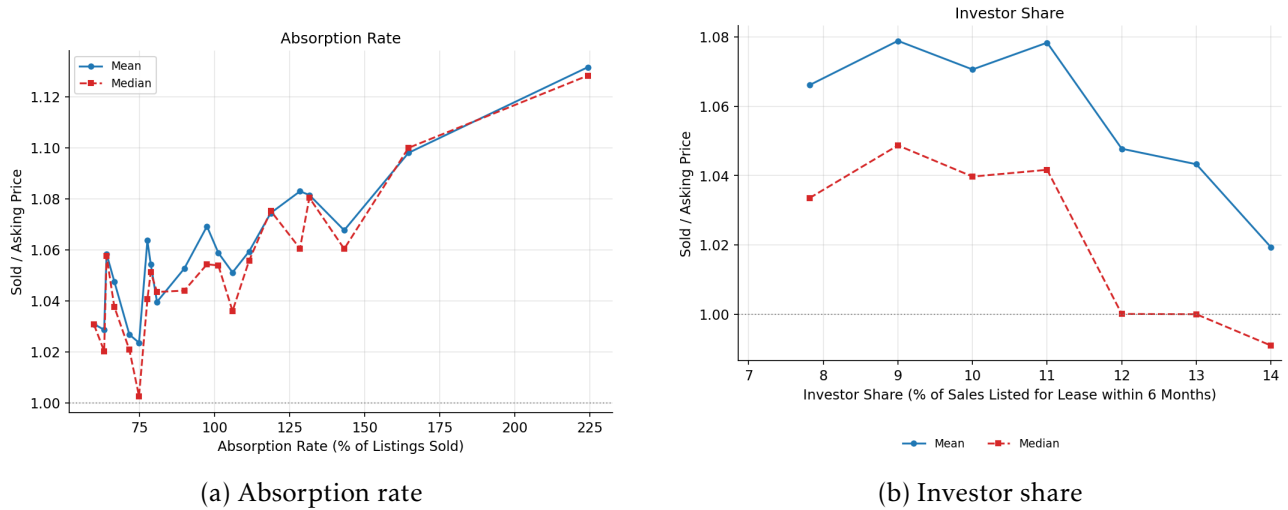 Absorption Rate
Mean
Median
Sold / Asking Price
1.12
1.10
1.08
1.06
1.04
1.02
1.00
75
100
125
150
175
200
225
Absorption Rate (% of Listings Sold)
(a) Absorption rate
Investor Share
Sold / Asking Price
1.08
1.06
1.04
1.02
1.00
7
8
9
10
11
12
13
14
Investor Share (% of Sales Listed for Lease within 6 Months)
Mean
Median
(b) Investor share